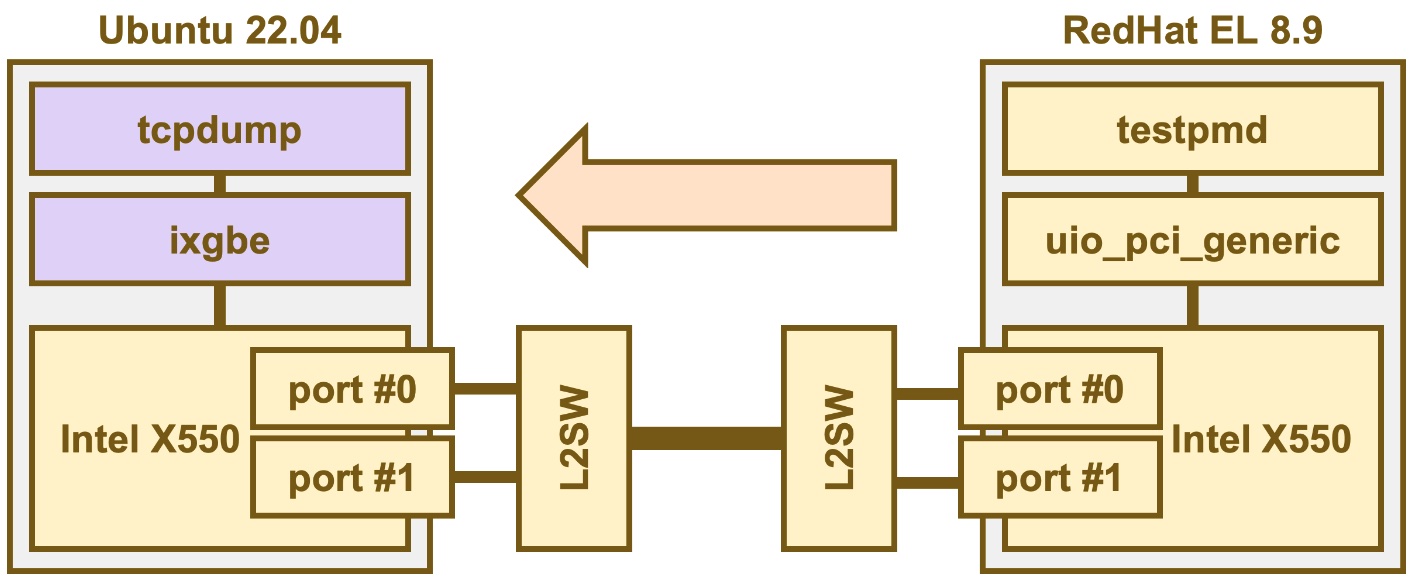 Ubuntu 22.04
RedHat EL 8.9
tcpdump
testpmd
ixgbe
uio_pci_generic
port #0
port #1
Intel X550
L2SW
L2SW
port #0
port #1
Intel X550